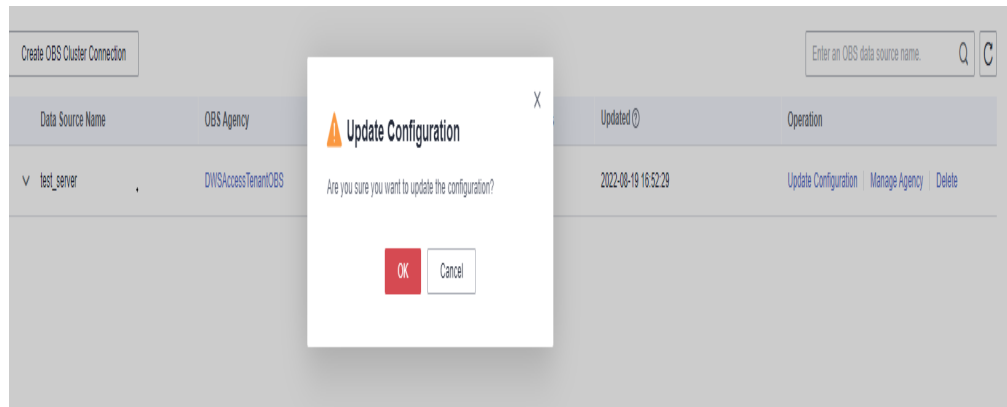 Create OBS Cluster Connection
Enter an OBS data source name.
X
Data Source Name
OBS Agency
Updated
Operation
Update Configuration
test_server
DWSAccessTenantOBS
Are you sure you want to update the configuration?
2022-08-19 16:52:29
Update Configuration | Manage Agency | Delete
OK
Cancel